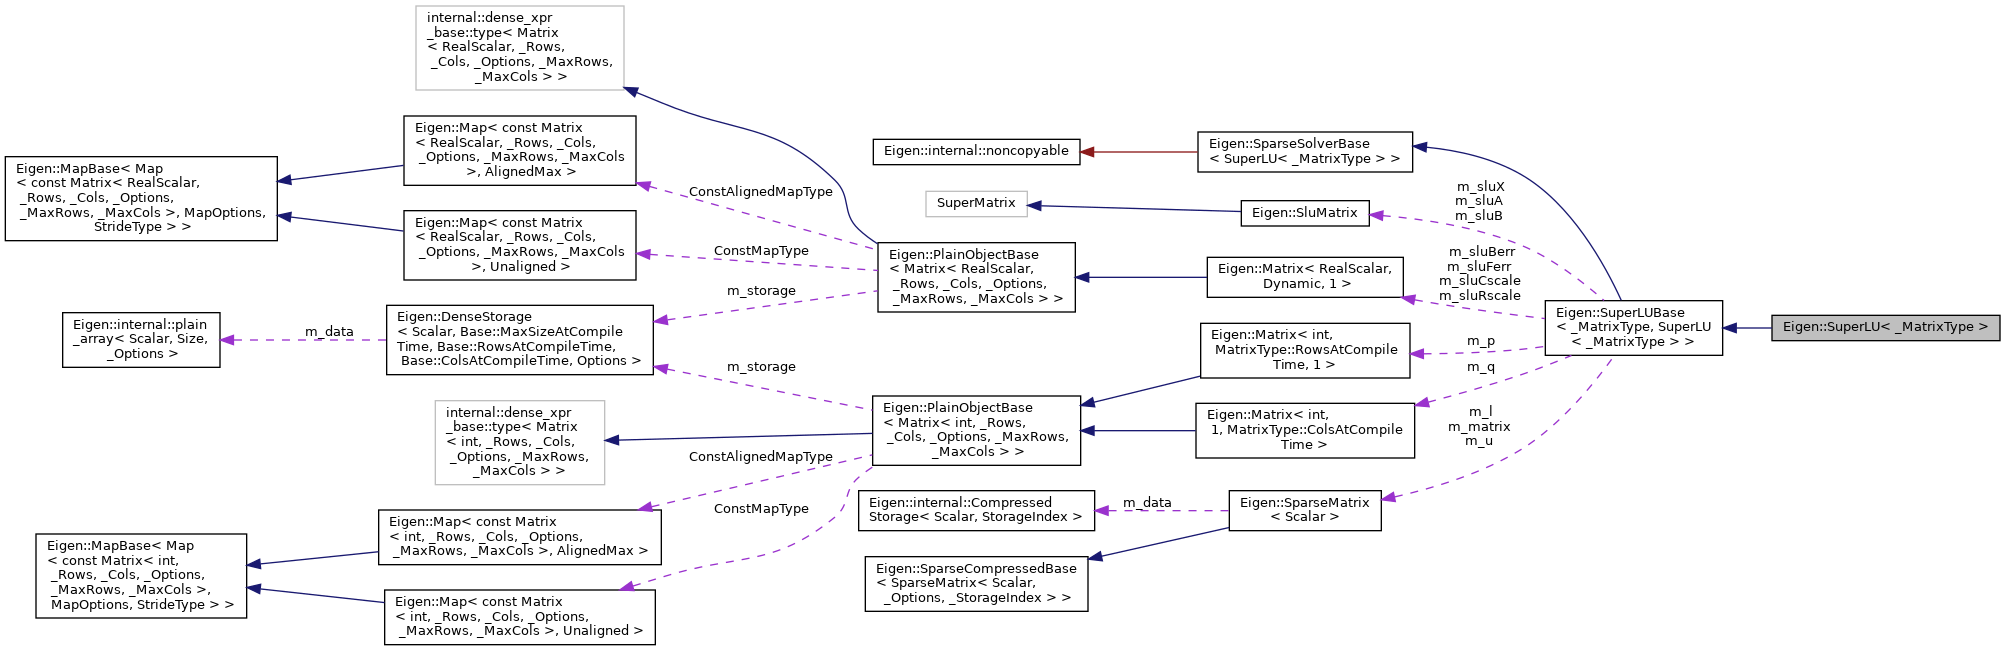 internal::dense_xpr
_base::type< Matrix
< RealScalar, _Rows,
_Cols, _Options, _MaxRows,
_MaxCols > >
Eigen::MapBase< Map
< const Matrix< RealScalar,
_Rows, _Cols, _Options,
_MaxRows, _MaxCols >, MapOptions,
StrideType > >
Eigen::Map< const Matrix
< RealScalar, _Rows, _Cols,
_Options, _MaxRows, _MaxCols
>, AlignedMax >
Eigen::Map< const Matrix
< RealScalar, _Rows, _Cols,
_Options, _MaxRows, _MaxCols
>, Unaligned >
ConstAlignedMapType
ConstMapType
m_storage
Eigen::internal::plain
_array< Scalar, Size,
_Options >
m_data
Eigen::DenseStorage
< Scalar, Base::MaxSizeAtCompile
Time, Base::RowsAtCompileTime,
Base::ColsAtCompileTime, Options >
m_storage
internal::dense_xpr
_base::type< Matrix
< int, _Rows, _Cols,
_Options, _MaxRows,
_MaxCols > >
ConstAlignedMapType
ConstMapType
Eigen::MapBase< Map
< const Matrix< int,
_Rows, _Cols, _Options,
_MaxRows, _MaxCols >,
MapOptions, StrideType > >
Eigen::Map< const Matrix
< int, _Rows, _Cols, _Options,
_MaxRows, _MaxCols >, AlignedMax >
Eigen::Map< const Matrix
< int, _Rows, _Cols, _Options,
_MaxRows, _MaxCols >, Unaligned >
Eigen::internal::noncopyable
SuperMatrix
Eigen::PlainObjectBase
< Matrix< RealScalar,
_Rows, _Cols, _Options,
_MaxRows, _MaxCols > >
Eigen::PlainObjectBase
< Matrix< int, _Rows,
_Cols, _Options, _MaxRows,
_MaxCols > >
Eigen::internal::Compressed
Storage< Scalar, StorageIndex >
m_data
Eigen::SparseCompressedBase
< SparseMatrix< Scalar,
_Options, _StorageIndex > >
Eigen::SparseSolverBase
< SuperLU< _MatrixType > >
Eigen::SluMatrix
Eigen::Matrix< RealScalar,
Dynamic, 1 >
Eigen::Matrix< int,
MatrixType::RowsAtCompile
Time, 1 >
Eigen::Matrix< int,
1, MatrixType::ColsAtCompile
Time >
Eigen::SparseMatrix
< Scalar >
m_sluX
m_sluA
m_sluB
m_sluBerr
m_sluFerr
m_sluCscale
m_sluRscale
m_p
m_q
m_l
m_matrix
m_u
Eigen::SuperLUBase
< _MatrixType, SuperLU
< _MatrixType > >
Eigen::SuperLU< _MatrixType >